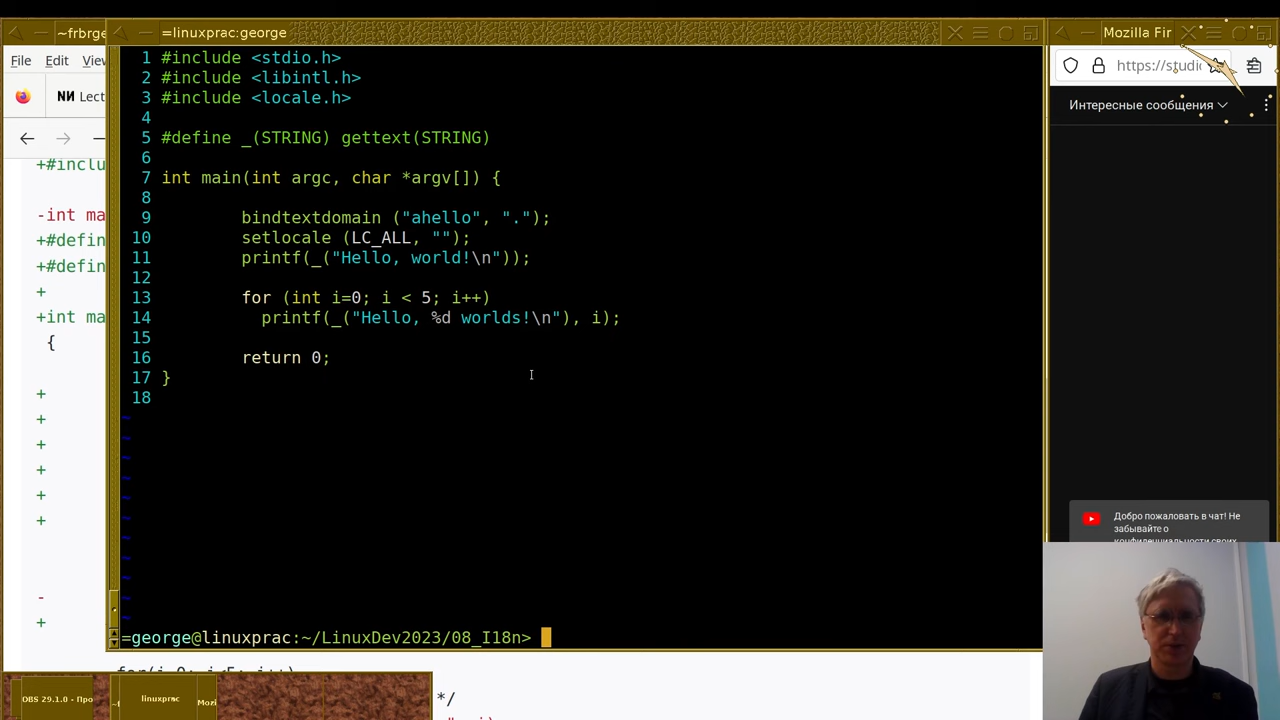 ~frbrge
=linuxprac:george
Mozilla Fir
File Edit View
https://studio
ИИ Lect
Интересные сообщения
+#inclu
-int ma
+#defin
+#defin
+
+int ma
{
+
+
+
+
+
+
-
+
1 #include <stdio.h>
2 #include <libintl.h>
3 #include <locale.h>
4
5 #define _(STRING) gettext(STRING)
6
7 int main(int argc, char *argv[]) {
8
9 bindtextdomain ("ahello", ".");
10 setlocale (LC_ALL, "");
11 printf(_("Hello, world!\n"));
12
13 for (int i=0; i < 5; i++)
14 printf(_("Hello, %d worlds!\n"), i);
15
16 return 0;
17 }
18
~
~
~
~
~
~
~
~
~
~
~
=george@linuxprac:~/LinuxDev2023/08_I18n>
Добро пожаловать в чат! Не
забывайте о
*/
OBS 29.1.0 - Про
linuxprac
Mozi